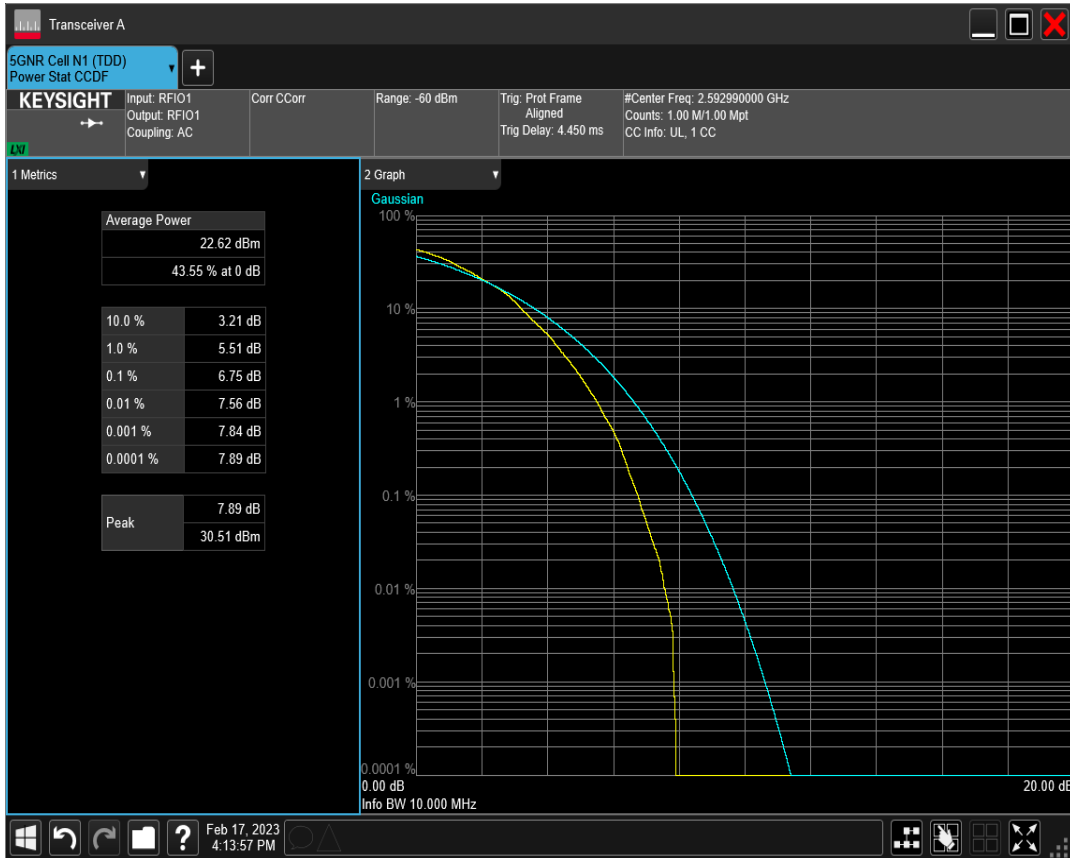 Transceiver A
5GNR Cell N1 (TDD)
Power Stat CCDF
+
KEYSIGHT
LXI
Input: RFIO1
Output: RFIO1
Coupling: AC
Corr CCorr
Range: -60 dBm
Trig: Prot Frame
Aligned
Trig Delay: 4.450 ms
#Center Freq: 2.592990000 GHz
Counts: 1.00 M/1.00 Mpt
CC Info: UL, 1 CC
1 Metrics
Average Power
22.62 dBm
43.55 % at 0 dB
10.0 % 3.21 dB
1.0 % 5.51 dB
0.1 % 6.75 dB
0.01 % 7.56 dB
0.001 % 7.84 dB
0.0001 % 7.89 dB
Peak 7.89 dB
30.51 dBm
2 Graph
Gaussian
100 %
10 %
1 %
0.1 %
0.01 %
0.001 %
0.0001 %
0.00 dB 20.00 dB
Info BW 10.000 MHz
?
Feb 17, 2023
4:13:57 PM